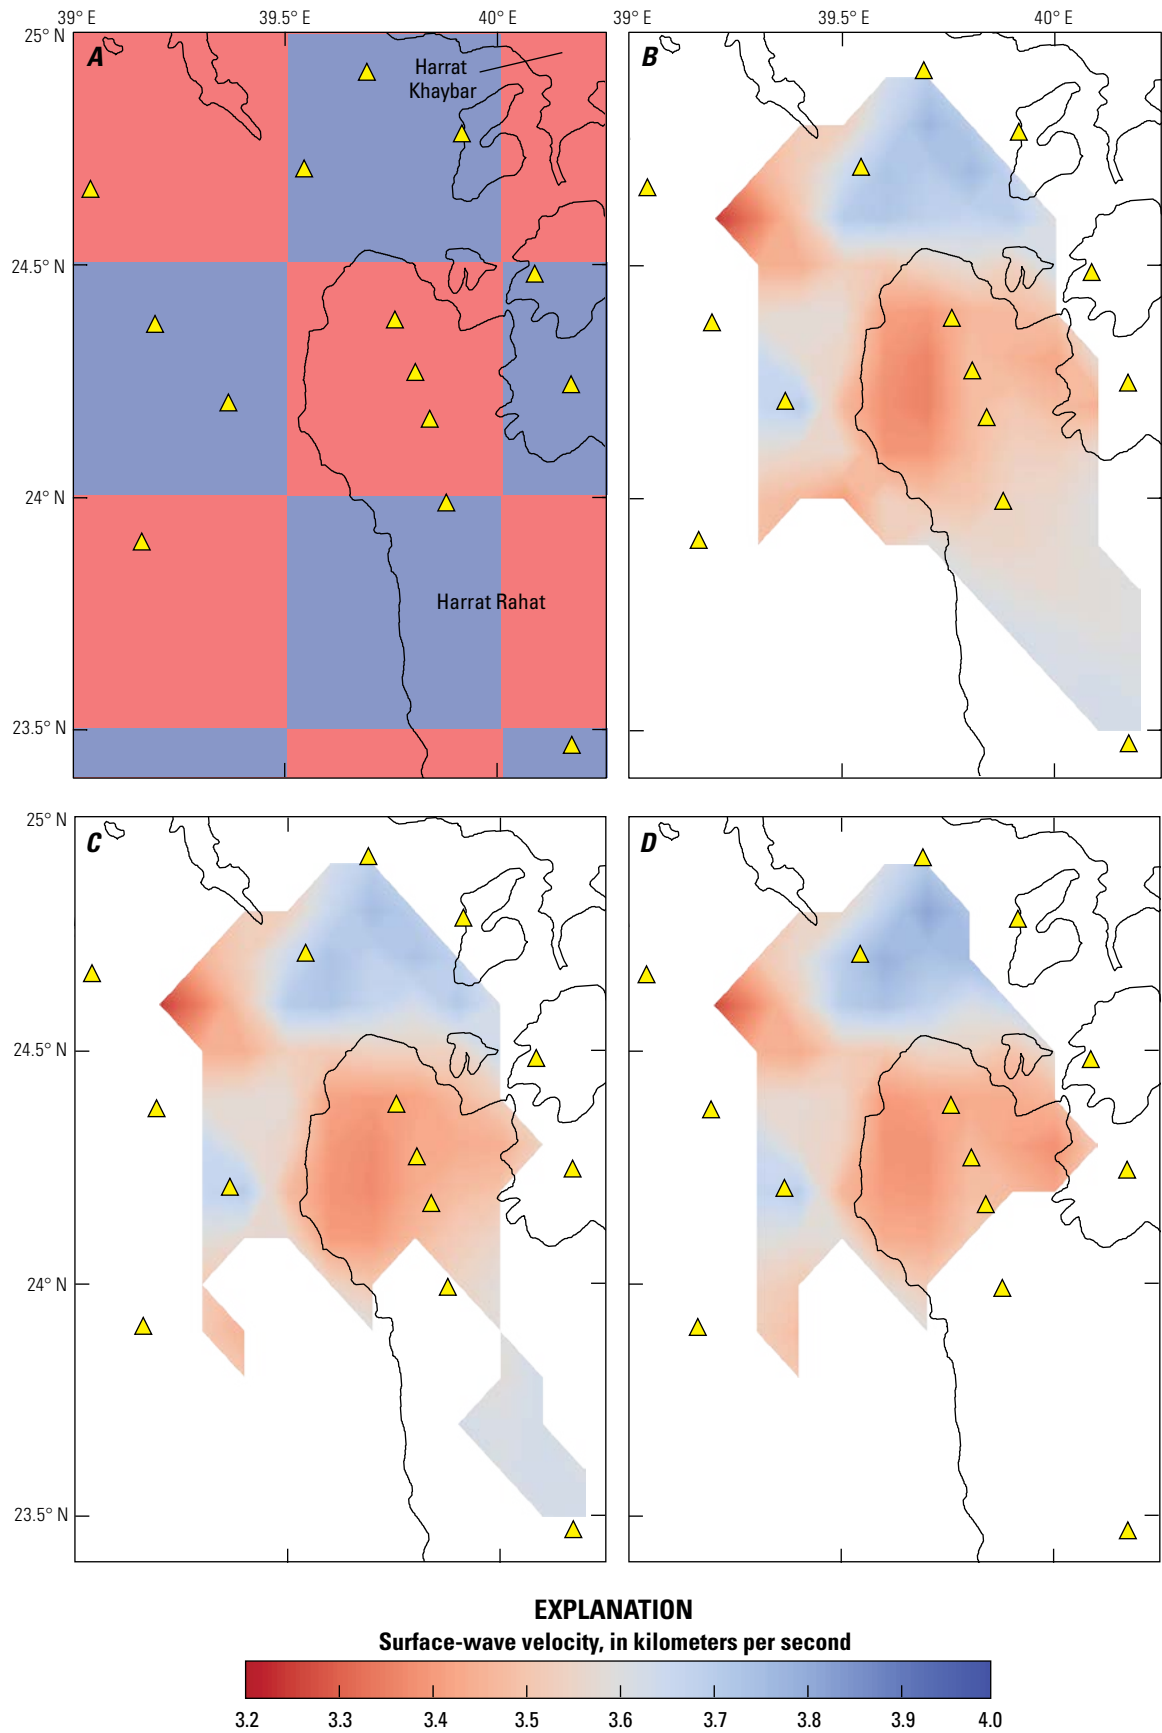 39° E 39.5° E 40° E 39° E 39.5° E 40° E
25° N
A
Harrat
Khaybar
B
24.5° N
24° N
Harrat Rahat
23.5° N
25° N
C
D
24.5° N
24° N
23.5° N
EXPLANATION
Surface-wave velocity, in kilometers per second
3.2 3.3 3.4 3.5 3.6 3.7 3.8 3.9 4.0